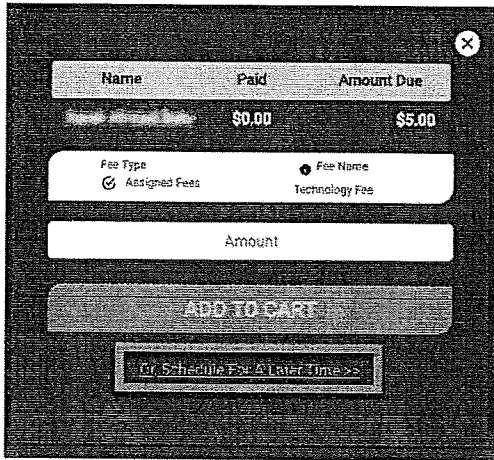 Name Paid Amount Due
$0.00 $5.00
Fee Type Fee Name
Assigned Fees Technology Fee
Amount
ADD TO CART
Or, Schedule For A Later Time >>